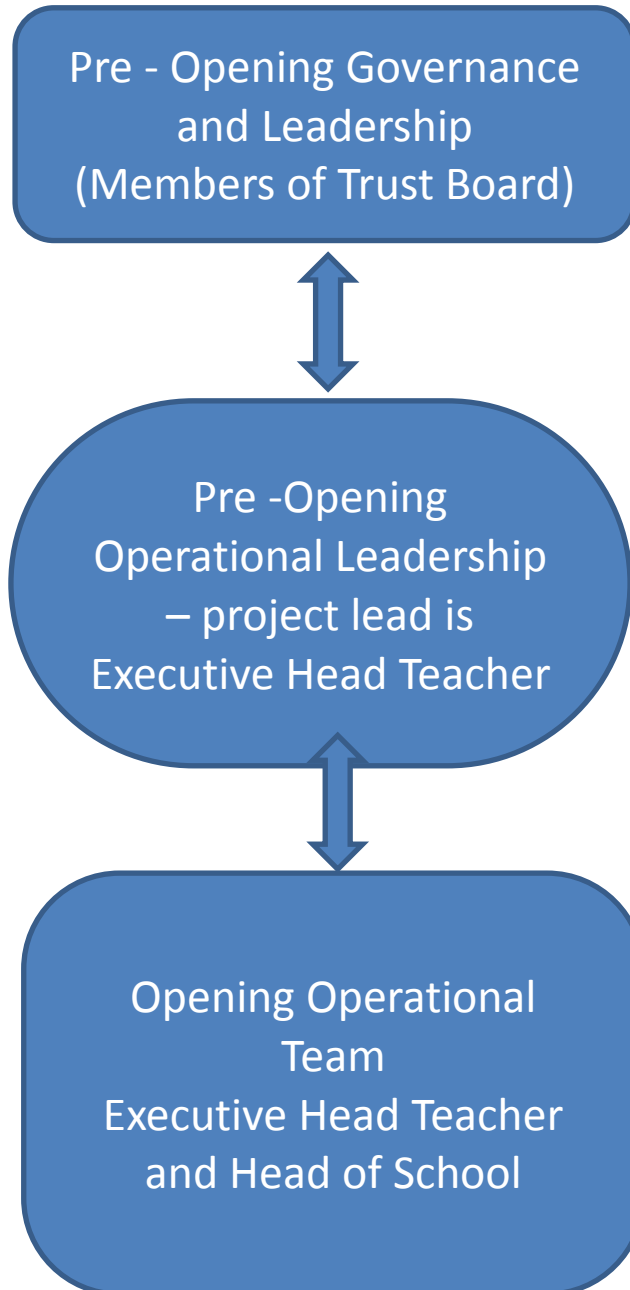 Pre - Opening Governance
and Leadership
(Members of Trust Board)
Pre -Opening
Operational Leadership
– project lead is
Executive Head Teacher
Opening Operational
Team
Executive Head Teacher
and Head of School